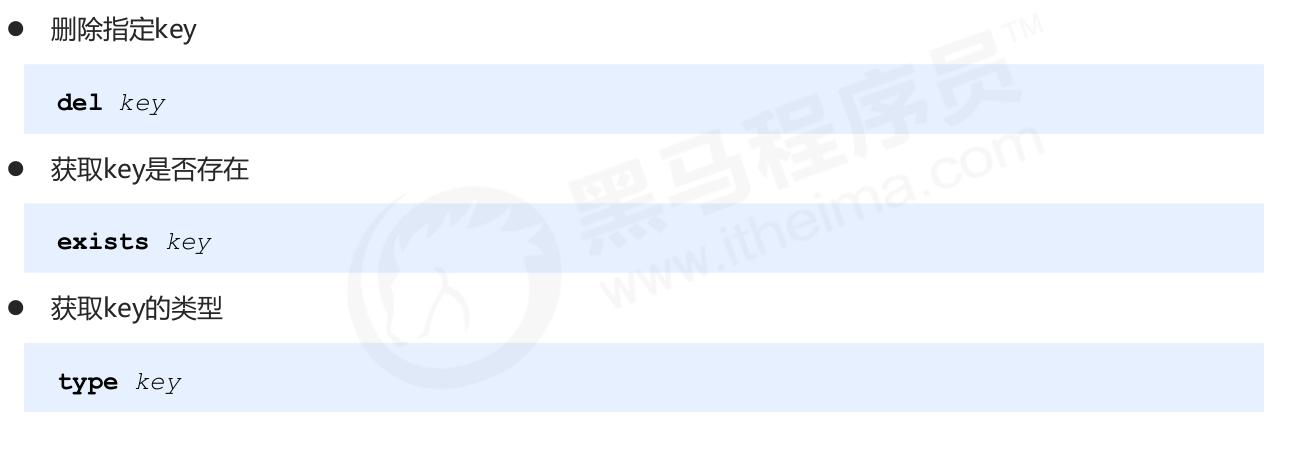 ● 删除指定key
del key
● 获取key是否存在
exists key
● 获取key的类型
type key
黑马程序员™
www.itheima.com